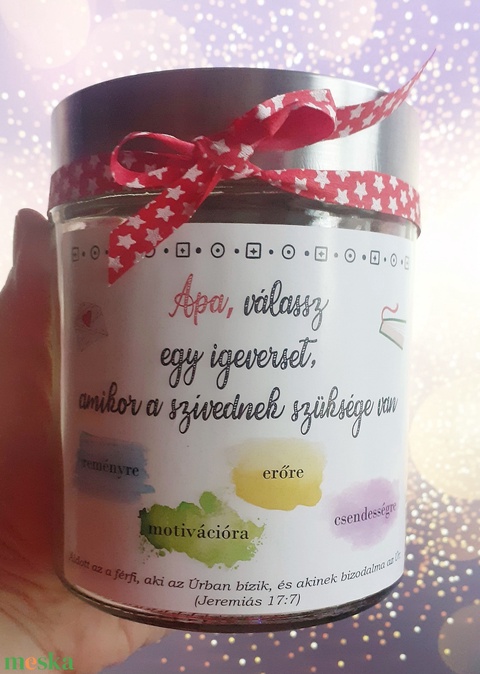 Apa, válassz
egy igeverset,
amikor a szívednek szüksége van
reményre
erőre
motivációra
csendességre
áldott az a férfi, aki az Úrban bízik, és akinek bizodalma az
(Jeremiás 17:7)
meska